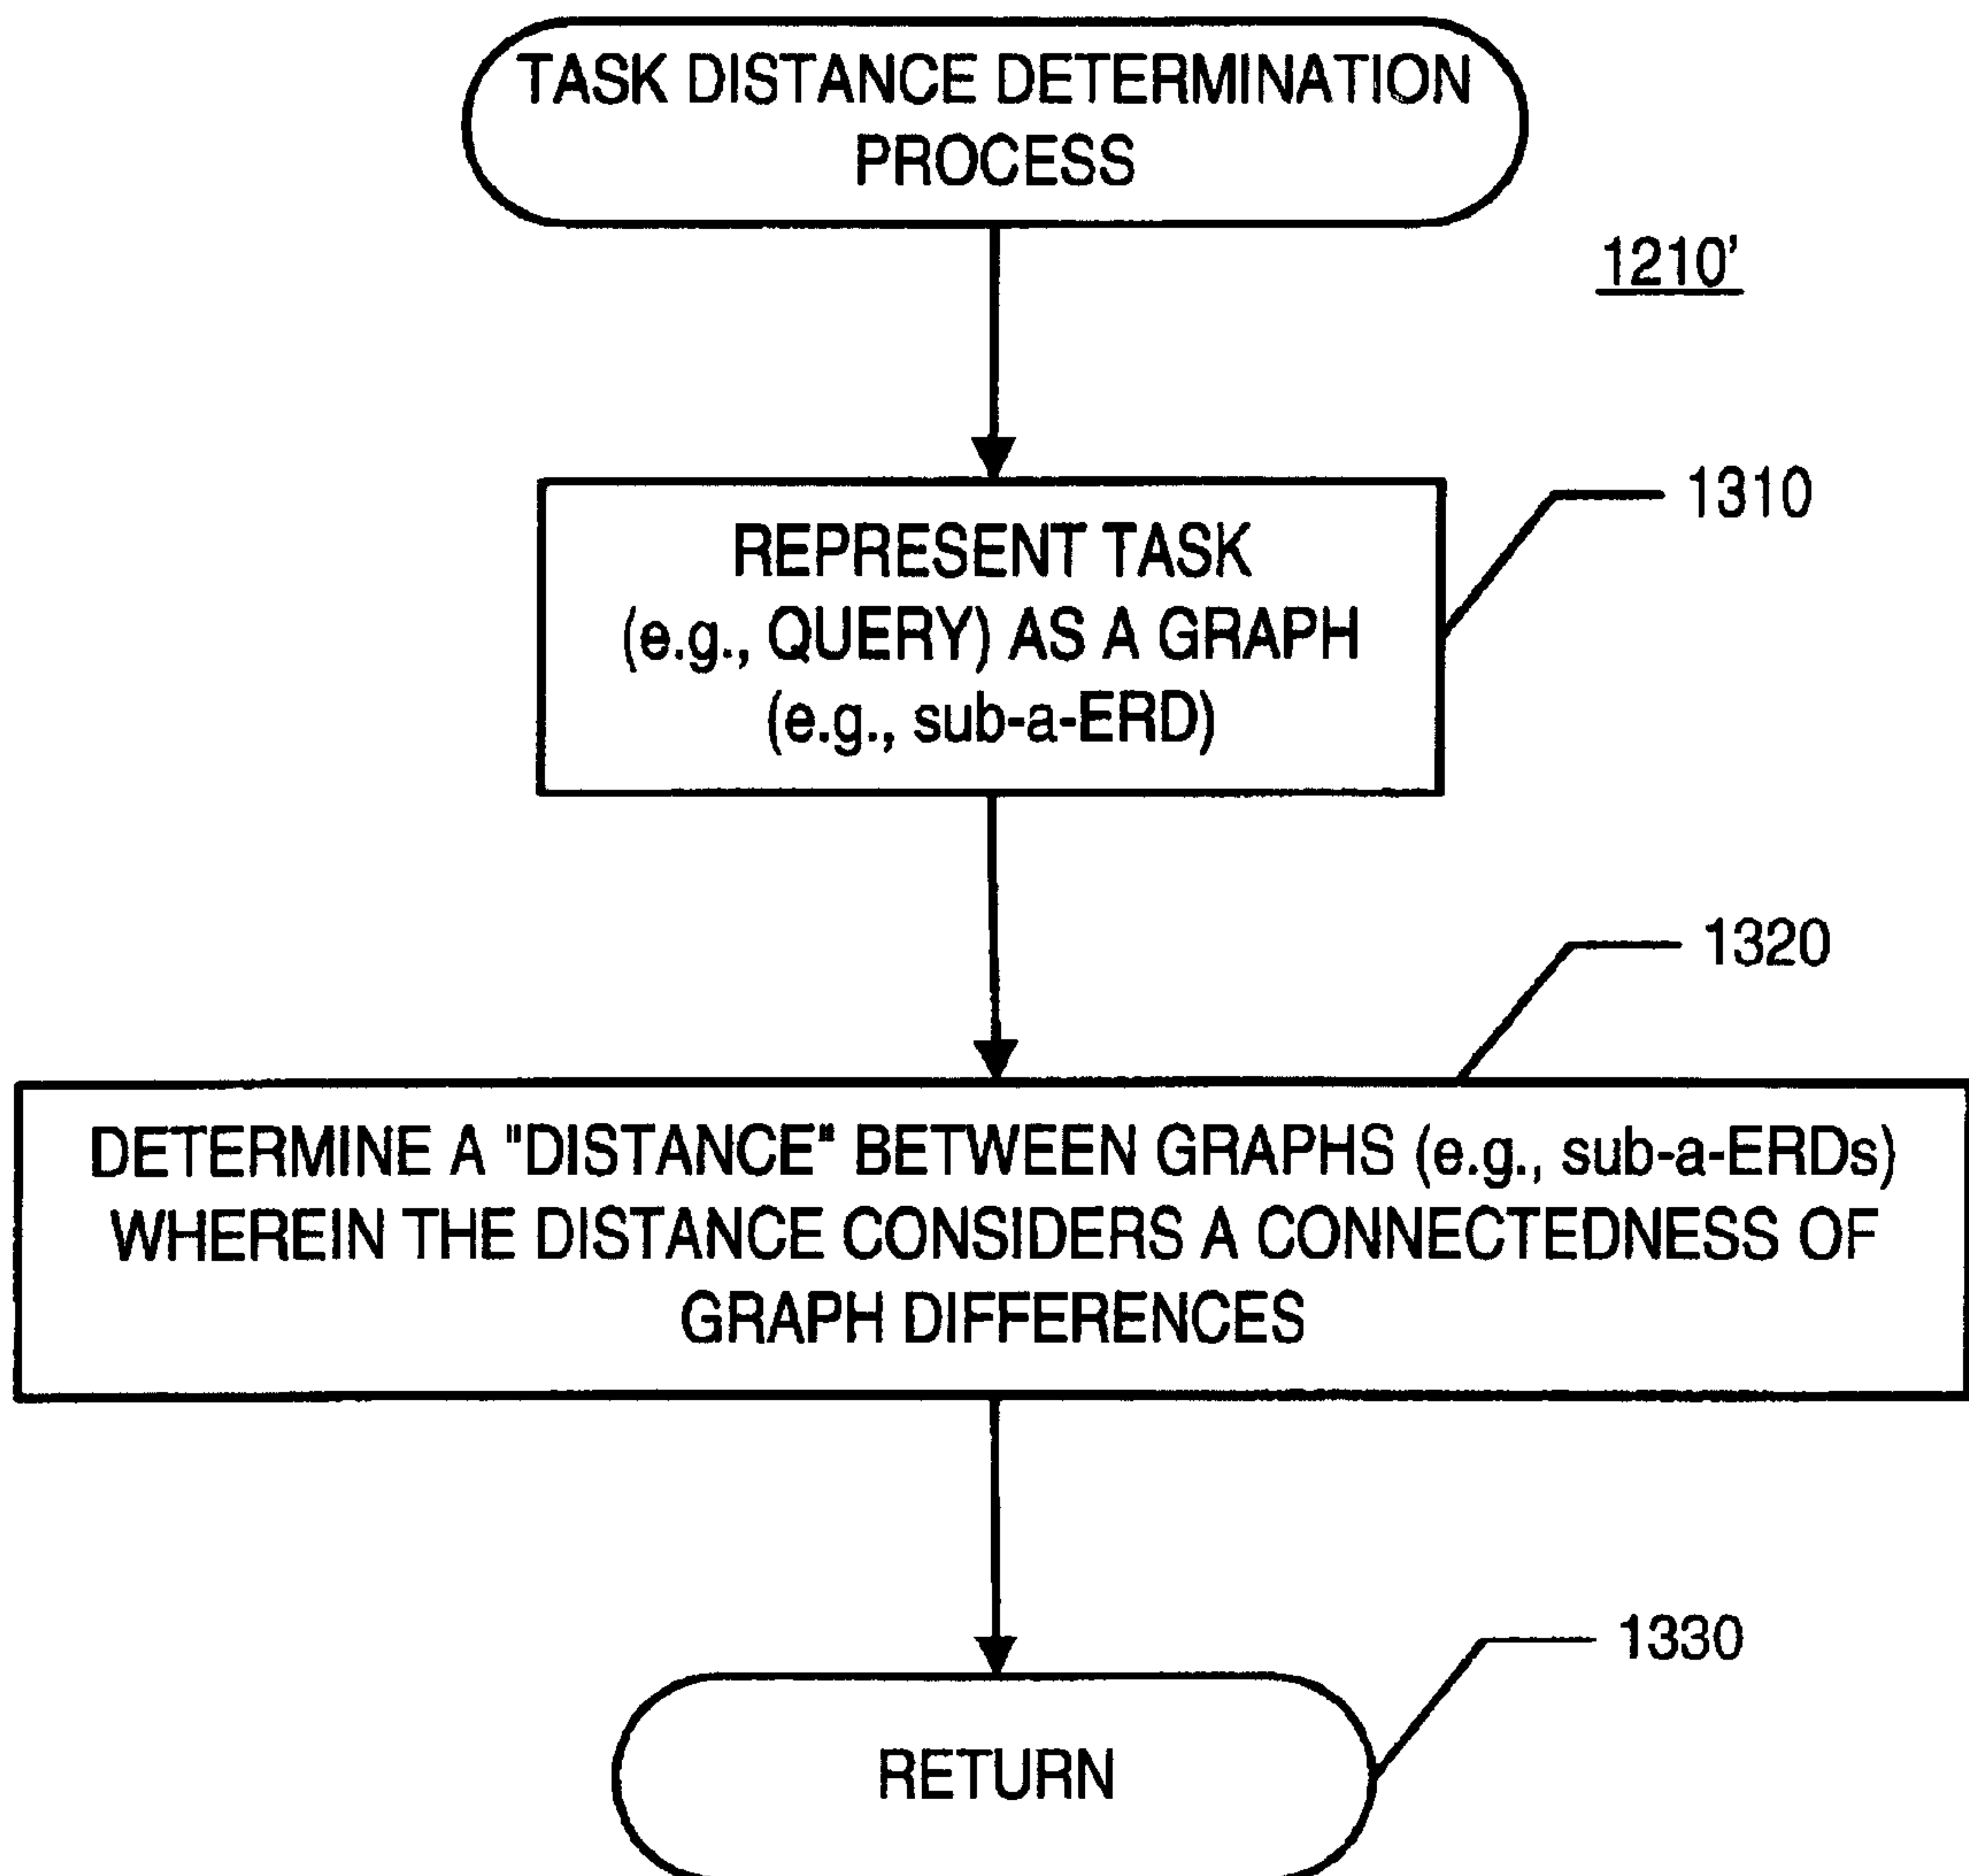 TASK DISTANCE DETERMINATION
PROCESS
1210'
1310
REPRESENT TASK
(e.g., QUERY) AS A GRAPH
(e.g., sub-a-ERD)
1320
DETERMINE A "DISTANCE" BETWEEN GRAPHS (e.g., sub-a-ERDs)
WHEREIN THE DISTANCE CONSIDERS A CONNECTEDNESS OF
GRAPH DIFFERENCES
1330
RETURN